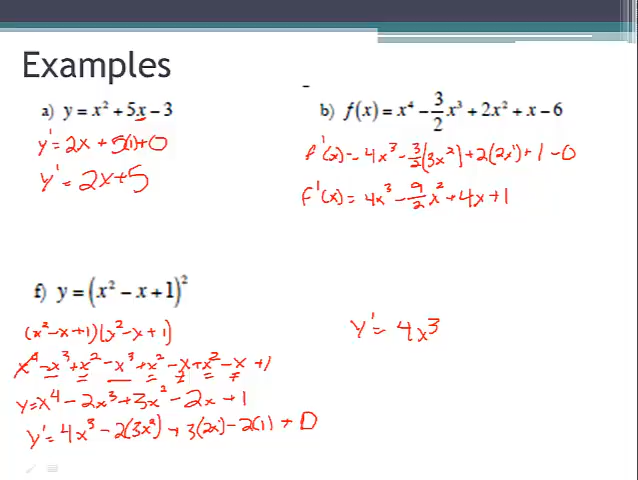 Examples
a) y = x² + 5x − 3
y' = 2x + 5(1) + 0
y' = 2x + 5
b) f(x) = x⁴ − 3/2 x³ + 2x² + x − 6
f'(x) = 4x³ − 3/2(3x²) + 2(2x') + 1 − 0
f'(x) = 4x³ − 9/2 x² + 4x + 1
f) y = (x² − x + 1)²
(x² − x + 1)(x² − x + 1)
x⁴ − x³ + x² − x³ + x² − x + x² − x + 1
y = x⁴ − 2x³ + 3x² − 2x + 1
y' = 4x³ − 2(3x²) + 3(2x) − 2(1) + 0
y' = 4x³